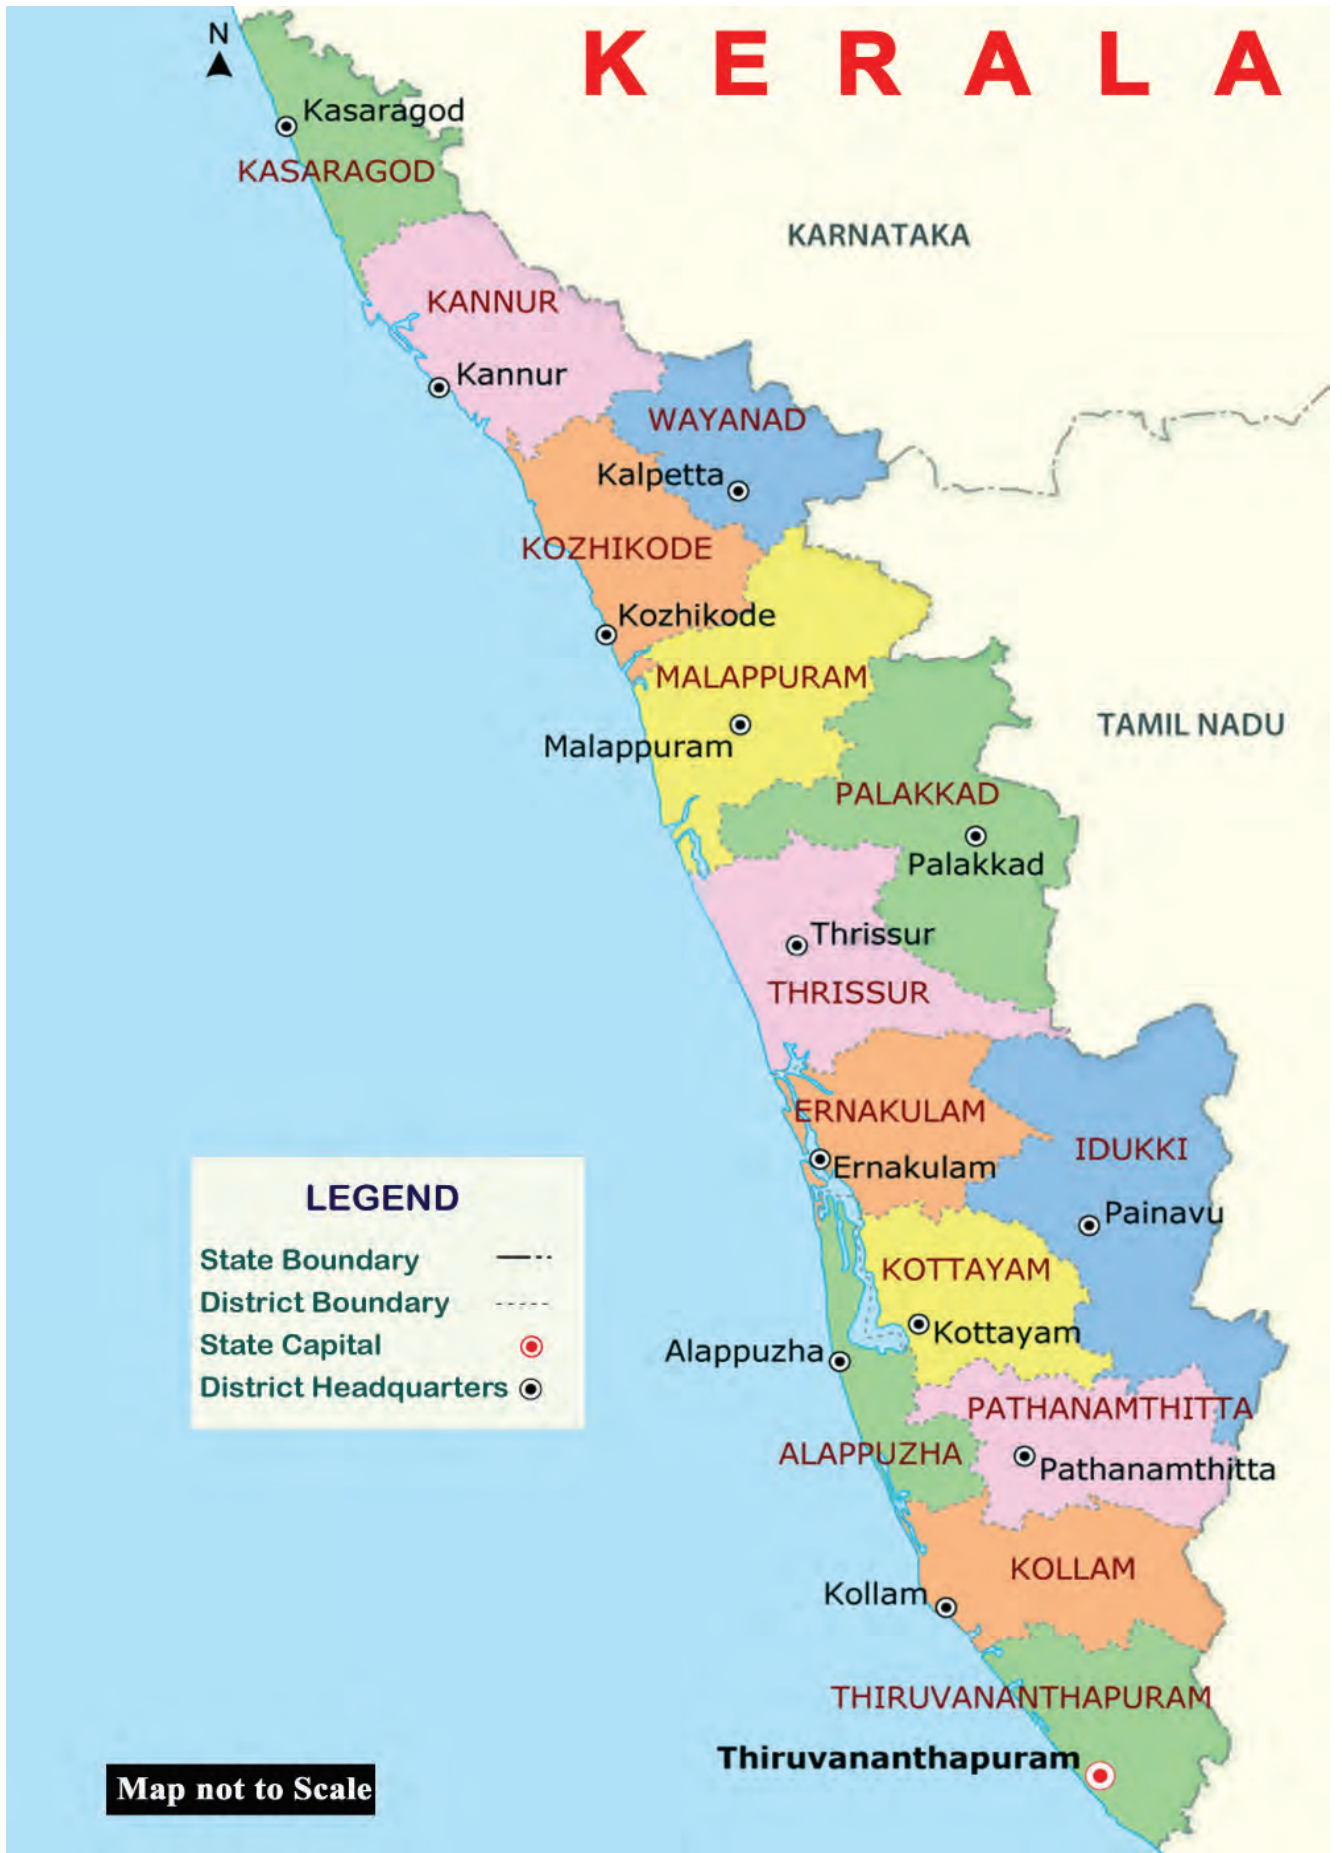 N
K E R A L A
Kasaragod
KASARAGOD
KARNATAKA
KANNUR
Kannur
WAYANAD
Kalpetta
KOZHIKODE
Kozhikode
MALAPPURAM
TAMIL NADU
Malappuram
PALAKKAD
Palakkad
Thrissur
THRISSUR
ERNAKULAM
IDUKKI
Ernakulam
Painavu
LEGEND
State Boundary
District Boundary
State Capital
District Headquarters
KOTTAYAM
Kottayam
Alappuzha
PATHANAMTHITTA
ALAPPUZHA
Pathanamthitta
KOLLAM
Kollam
THIRUVANANTHAPURAM
Thiruvananthapuram
Map not to Scale